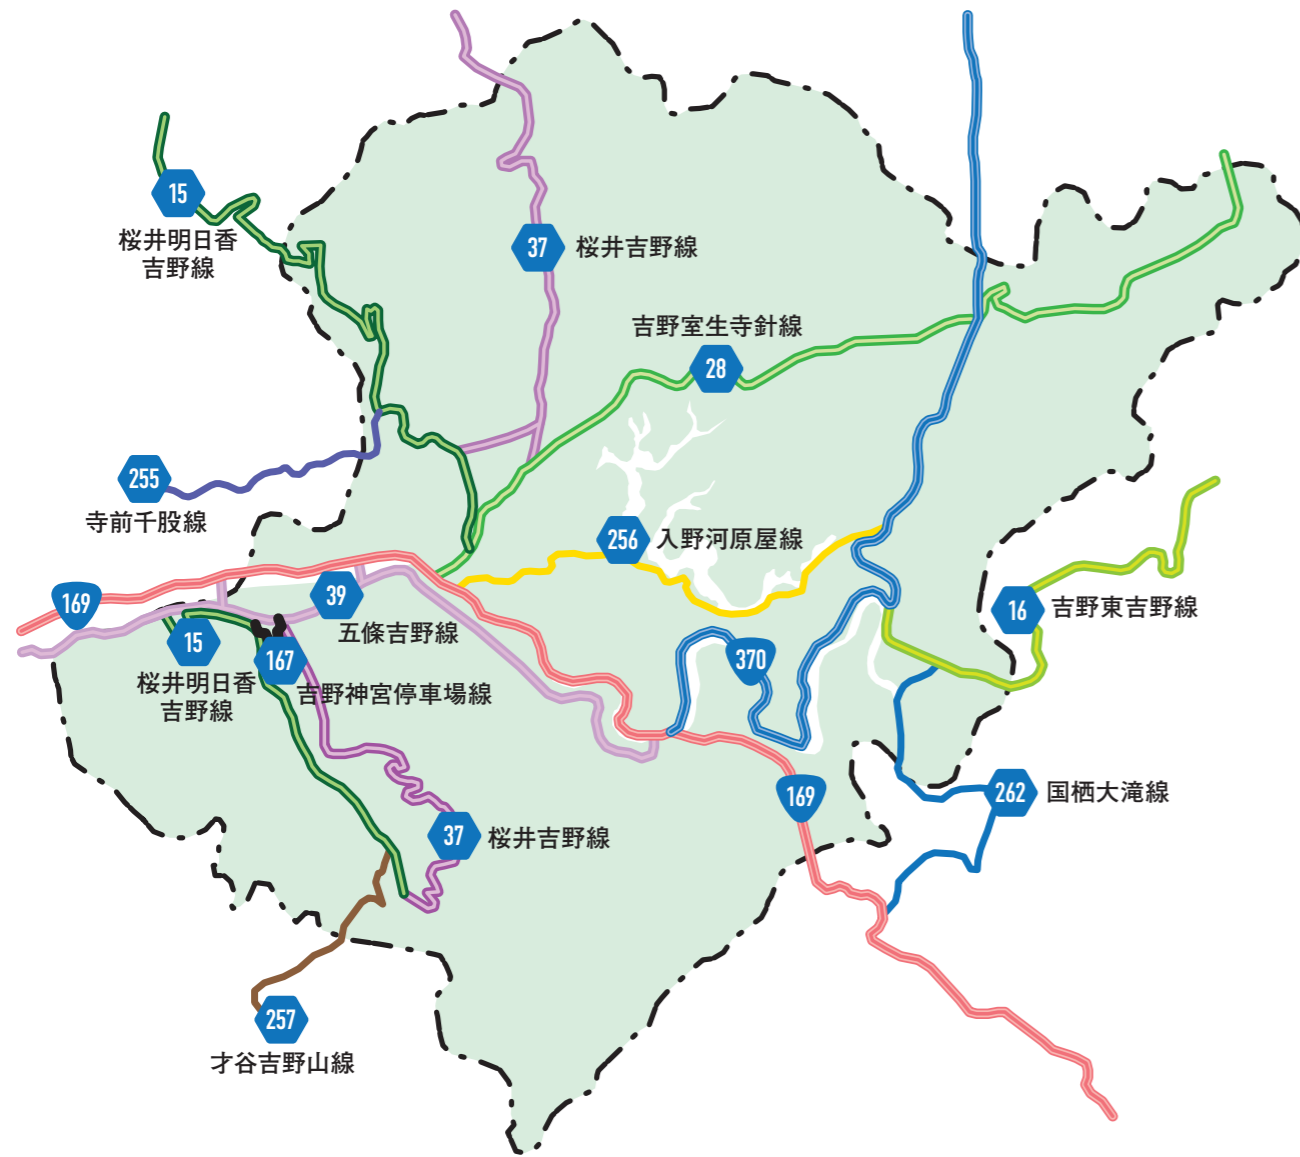 15
桜井明日香
吉野線
37
桜井吉野線
吉野室生寺針線
28
255
寺前千股線
256
入野河原屋線
169
39
五條吉野線
16
吉野東吉野線
15
桜井明日香
吉野線
167
吉野神宮停車場線
370
169
262
国栖大滝線
37
桜井吉野線
257
才谷吉野山線